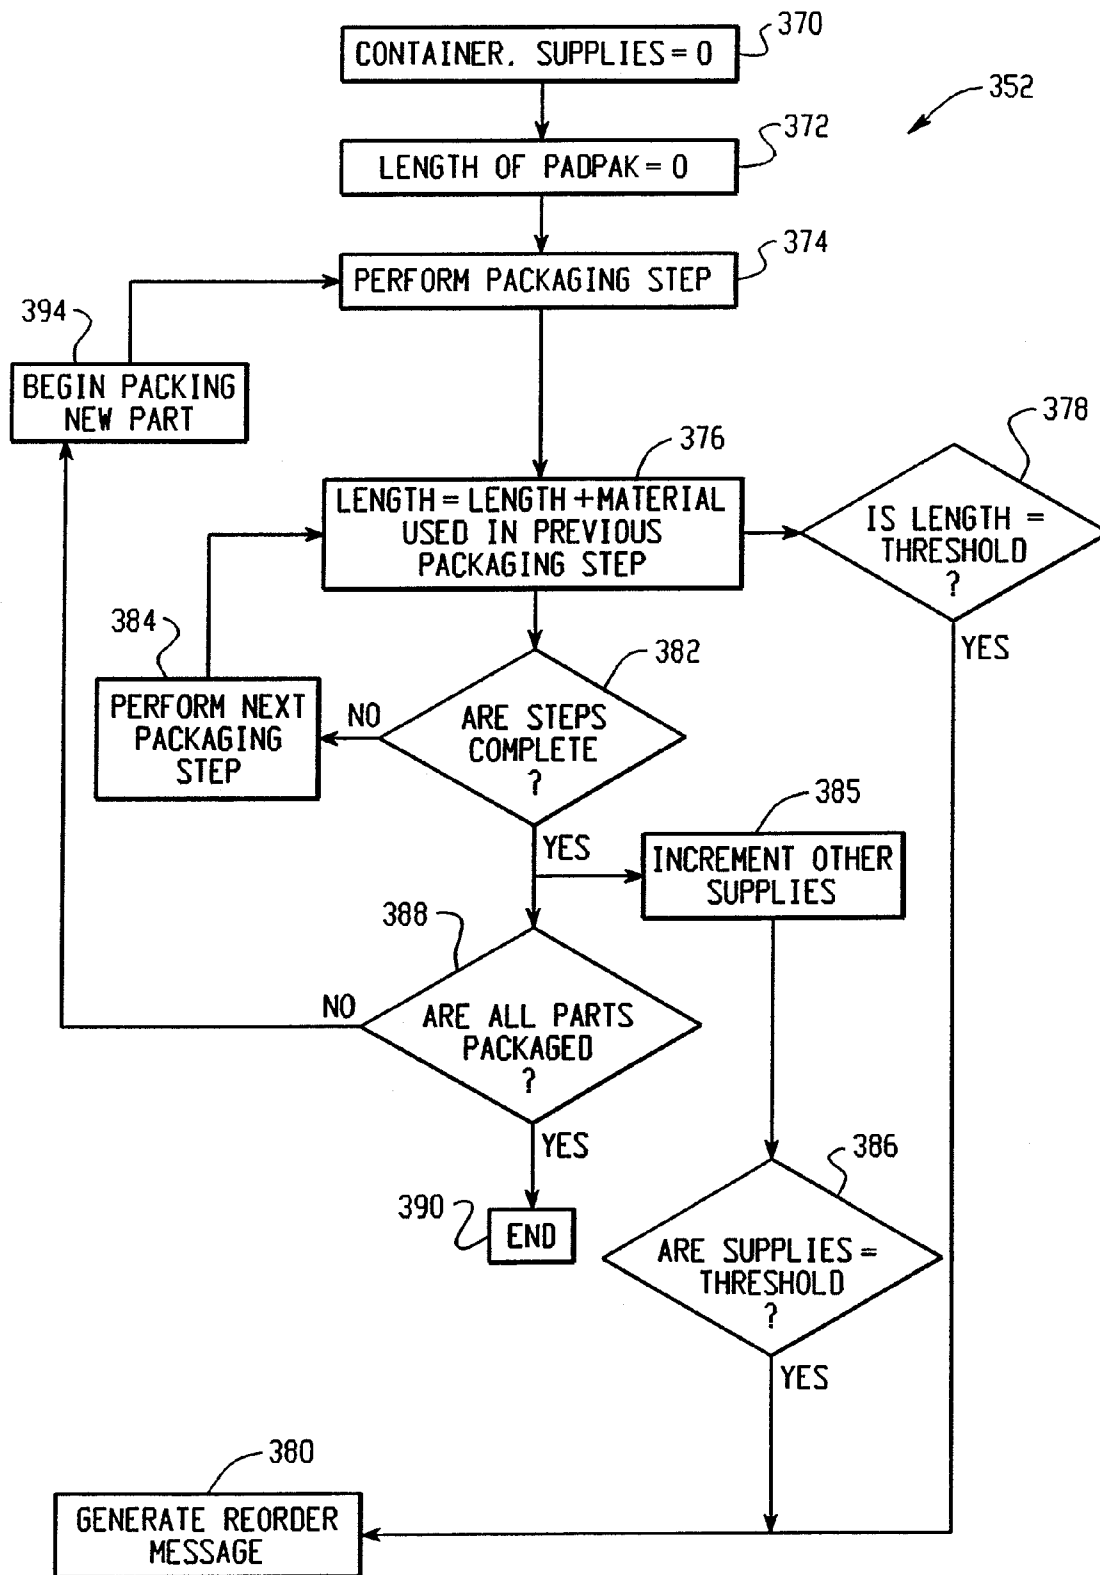 370
CONTAINER. SUPPLIES = 0
352
372
LENGTH OF PADPAK = 0
374
PERFORM PACKAGING STEP
394
BEGIN PACKING
NEW PART
376
378
LENGTH = LENGTH + MATERIAL
USED IN PREVIOUS
PACKAGING STEP
IS LENGTH =
THRESHOLD
?
YES
384
382
PERFORM NEXT
PACKAGING
STEP
NO
ARE STEPS
COMPLETE
?
YES
385
INCREMENT OTHER
SUPPLIES
388
NO
ARE ALL PARTS
PACKAGED
?
YES
386
390
END
ARE SUPPLIES =
THRESHOLD
?
YES
380
GENERATE REORDER
MESSAGE